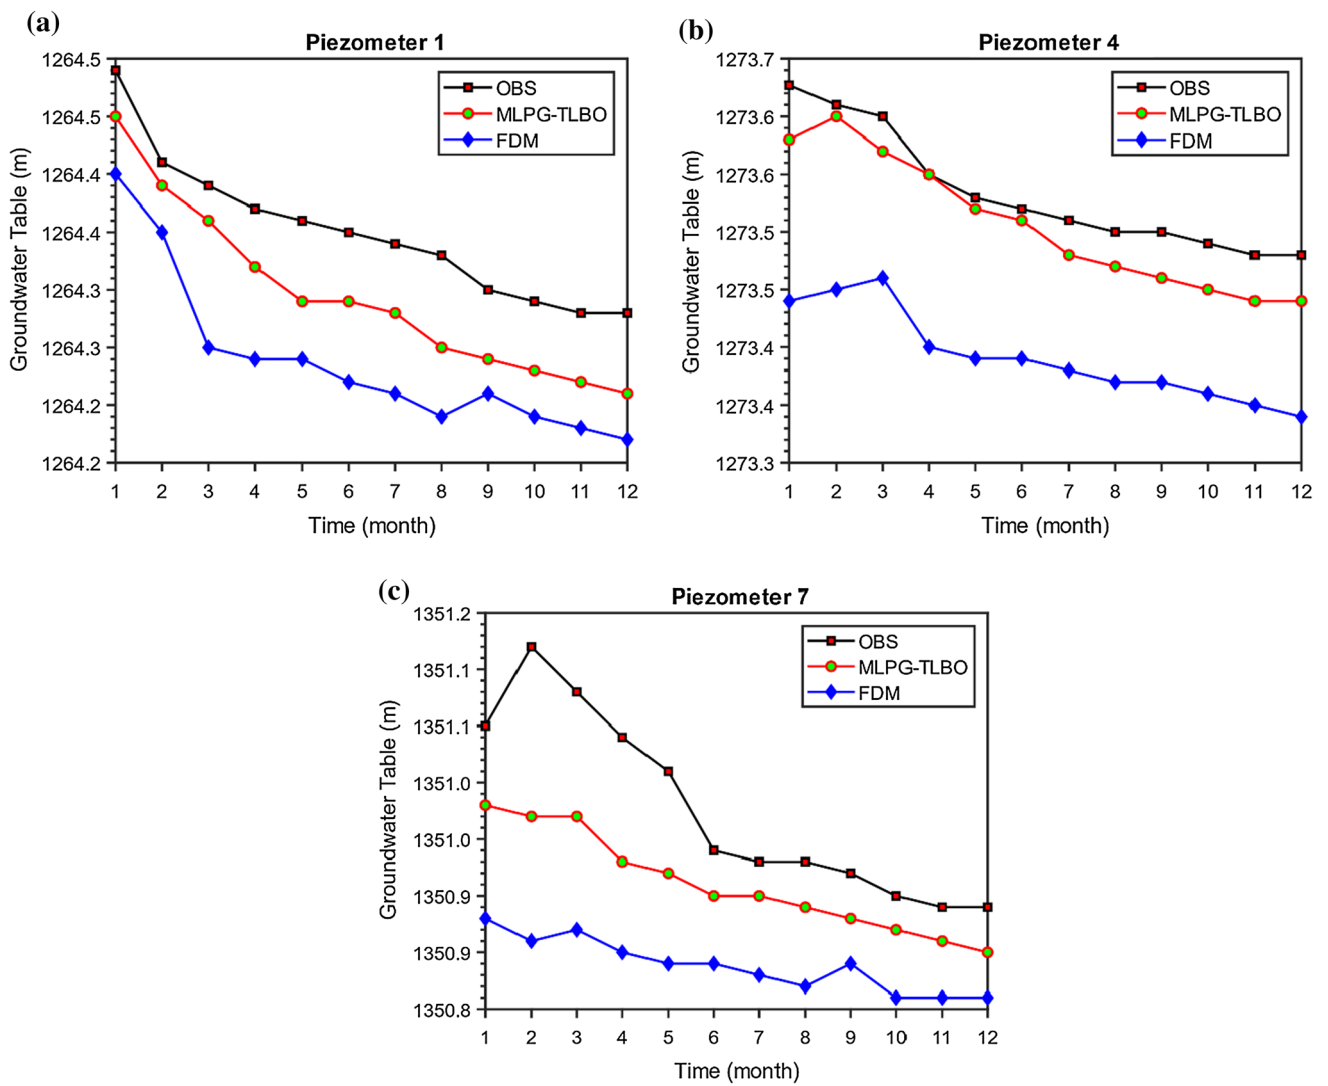 (a)
Piezometer 1
1264.5
1264.5
1264.4
1264.4
1264.3
1264.3
1264.2
1264.2
Groundwater Table (m)
OBS
MLPG-TLBO
FDM
1 2 3 4 5 6 7 8 9 10 11 12
Time (month)
(b)
Piezometer 4
1273.7
1273.6
1273.6
1273.5
1273.5
1273.4
1273.4
1273.3
Groundwater Table (m)
OBS
MLPG-TLBO
FDM
1 2 3 4 5 6 7 8 9 10 11 12
Time (month)
(c)
Piezometer 7
1351.2
1351.1
1351.1
1351.0
1351.0
1350.9
1350.9
1350.8
Groundwater Table (m)
OBS
MLPG-TLBO
FDM
1 2 3 4 5 6 7 8 9 10 11 12
Time (month)